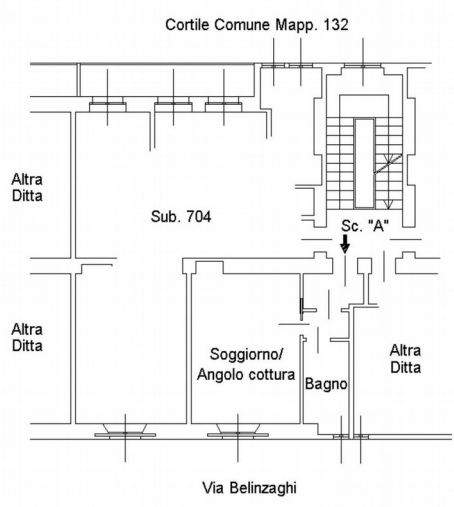 Cortile Comune Mapp. 132
Altra
Ditta
Sub. 704
Sc. "A"
Altra
Ditta
Soggiorno/
Angolo cottura
Bagno
Altra
Ditta
Via Belinzaghi